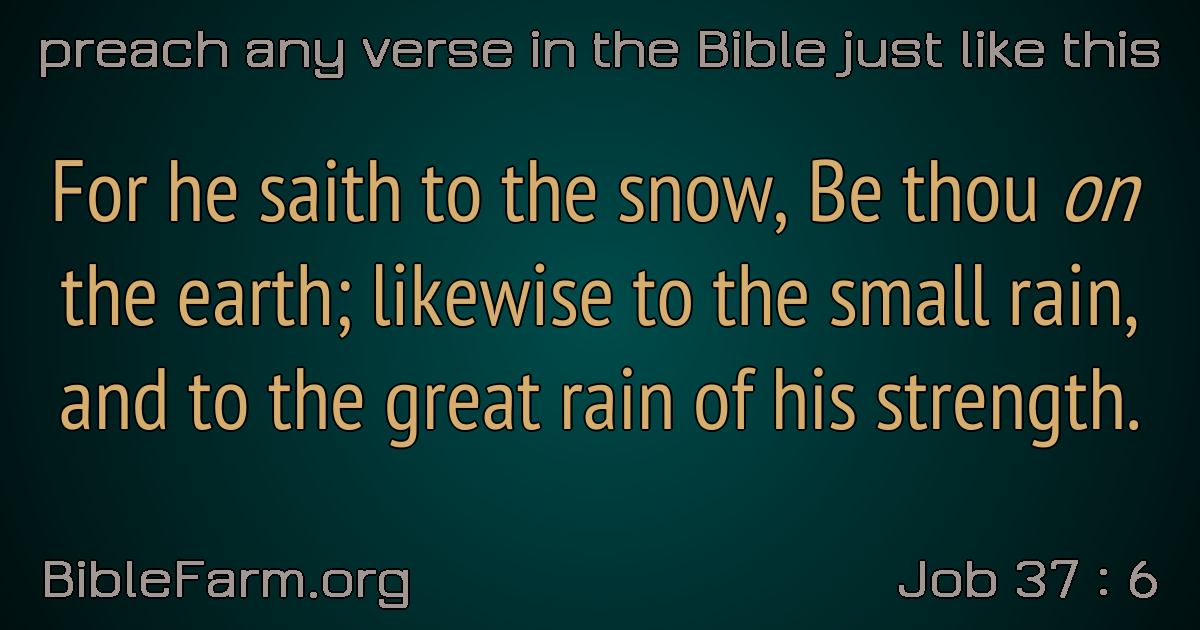 preach any verse in the Bible just like this
For he saith to the snow, Be thou on
the earth; likewise to the small rain,
and to the great rain of his strength.
BibleFarm.org
Job 37 : 6